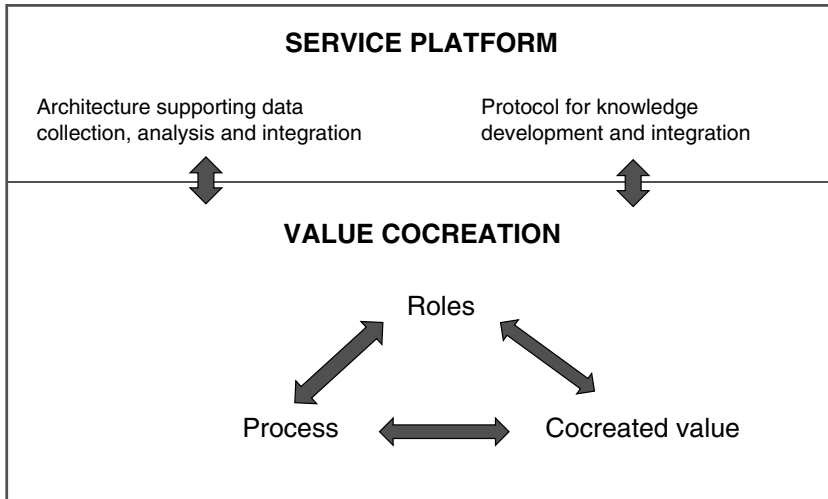 SERVICE PLATFORM
Architecture supporting data
collection, analysis and integration
Protocol for knowledge
development and integration
VALUE COCREATION
Roles
Process
Cocreated value